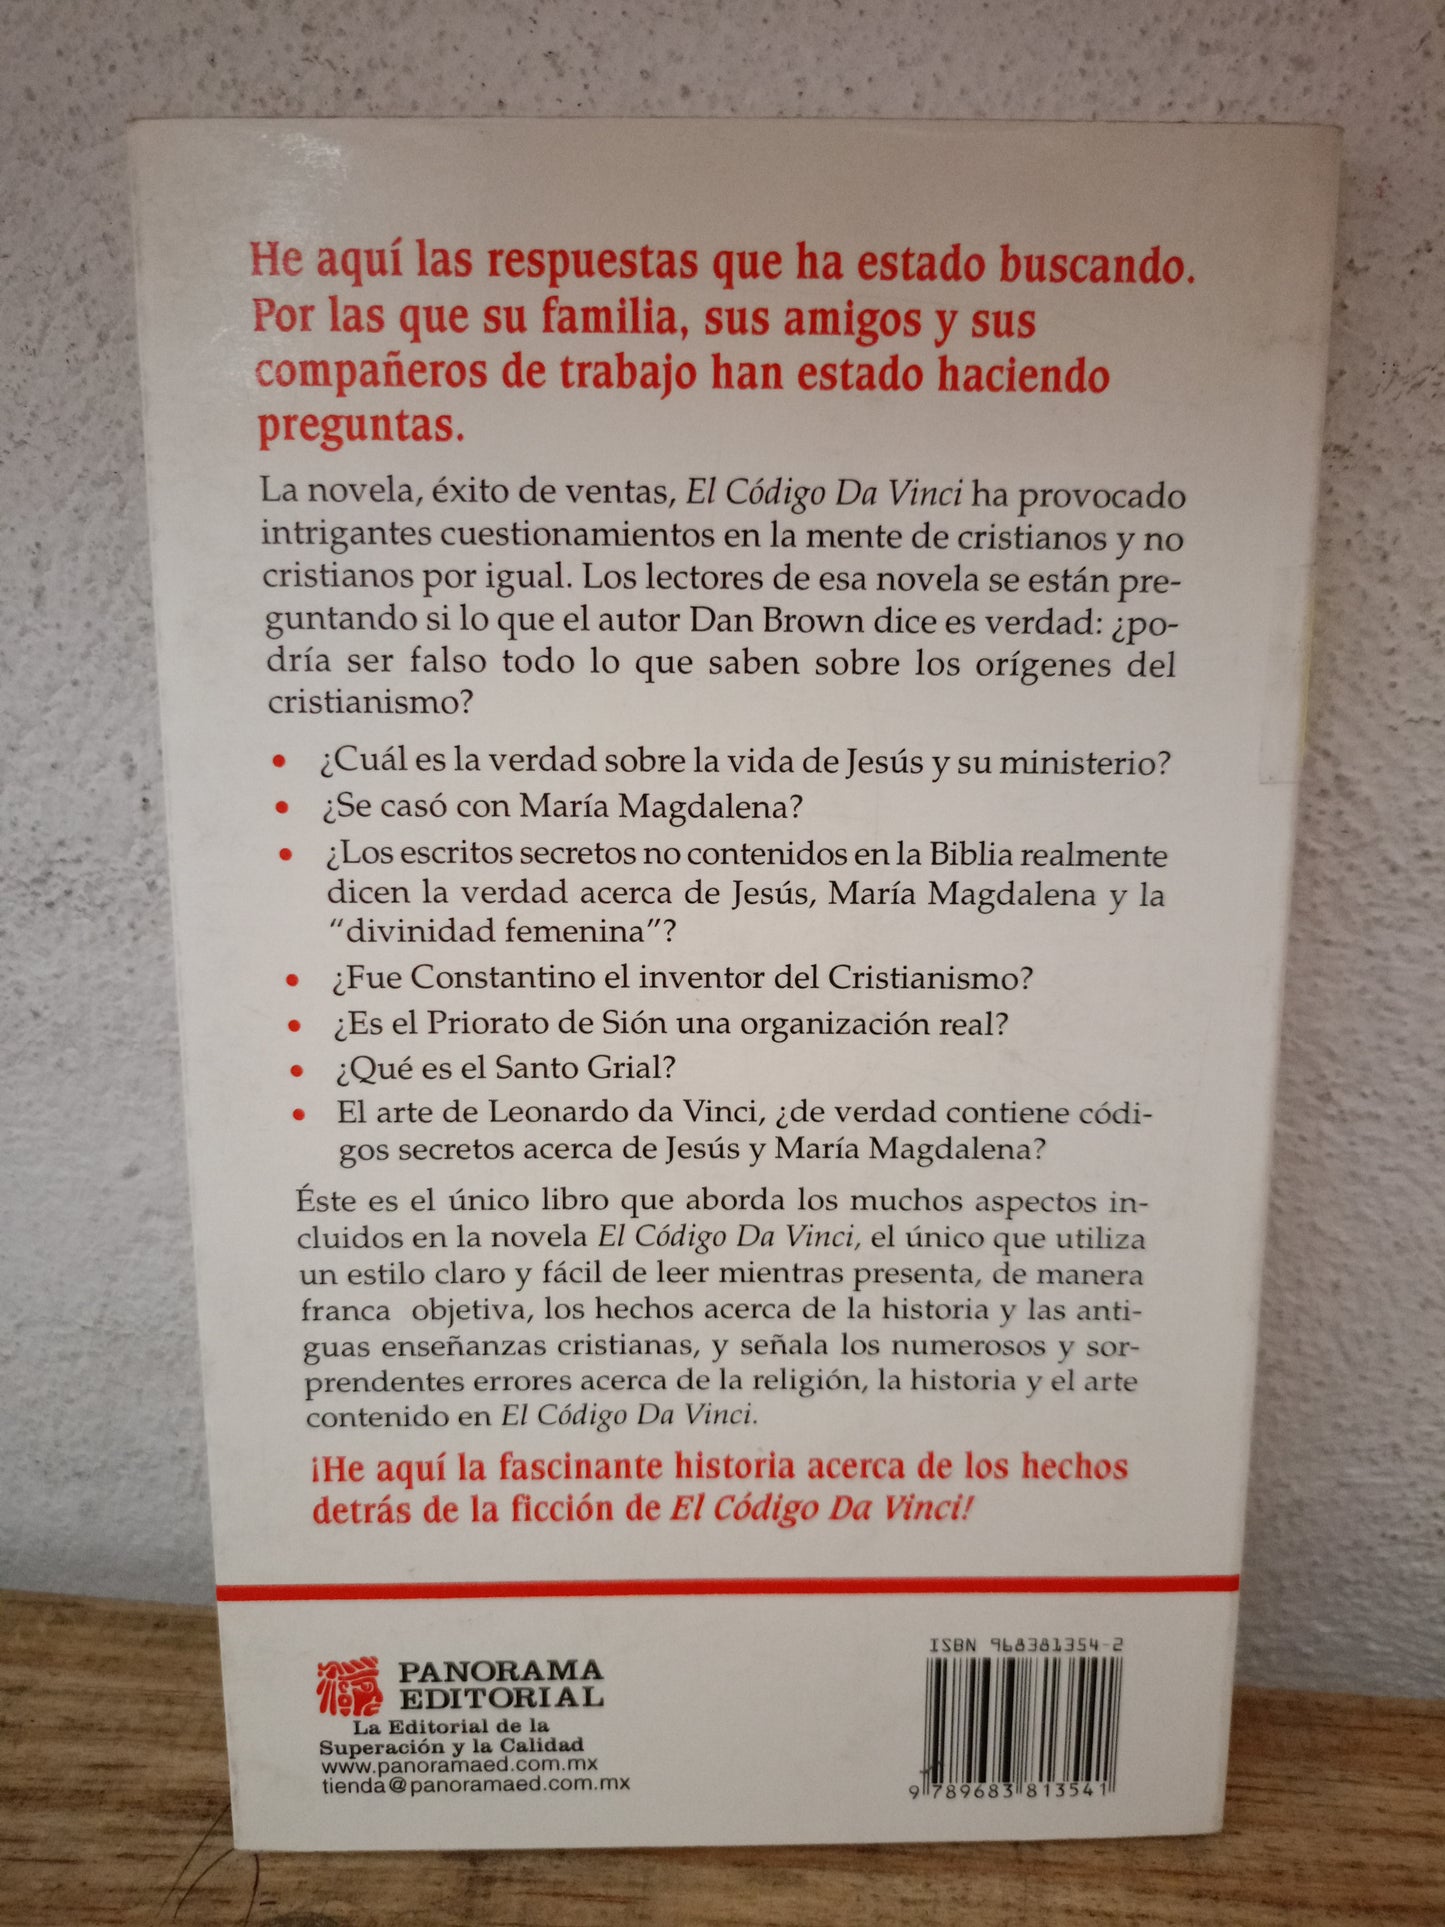 He aquí las respuestas que ha estado buscando.
Por las que su familia, sus amigos y sus
compañeros de trabajo han estado haciendo
preguntas.
La novela, éxito de ventas, El Código Da Vinci ha provocado
intrigantes cuestionamientos en la mente de cristianos y no
cristianos por igual. Los lectores de esa novela se están pre-
guntando si lo que el autor Dan Brown dice es verdad: ¿po-
dría ser falso todo lo que saben sobre los orígenes del
cristianismo?
• ¿Cuál es la verdad sobre la vida de Jesús y su ministerio?
• ¿Se casó con María Magdalena?
• ¿Los escritos secretos no contenidos en la Biblia realmente
dicen la verdad acerca de Jesús, María Magdalena y la
"divinidad femenina"?
• ¿Fue Constantino el inventor del Cristianismo?
• ¿Es el Priorato de Sión una organización real?
• ¿Qué es el Santo Grial?
• El arte de Leonardo da Vinci, ¿de verdad contiene códi-
gos secretos acerca de Jesús y María Magdalena?
Éste es el único libro que aborda los muchos aspectos in-
cluidos en la novela El Código Da Vinci, el único que utiliza
un estilo claro y fácil de leer mientras presenta, de manera
franca objetiva, los hechos acerca de la historia y las anti-
guas enseñanzas cristianas, y señala los numerosos y sor-
prendentes errores acerca de la religión, la historia y el arte
contenido en El Código Da Vinci.
¡He aquí la fascinante historia acerca de los hechos
detrás de la ficción de El Código Da Vinci!
PANORAMA
EDITORIAL
La Editorial de la
Superación y la Calidad
www.panoramaed.com.mx
tienda@panoramaed.com.mx
ISBN 968381354-2
9 789683 813541